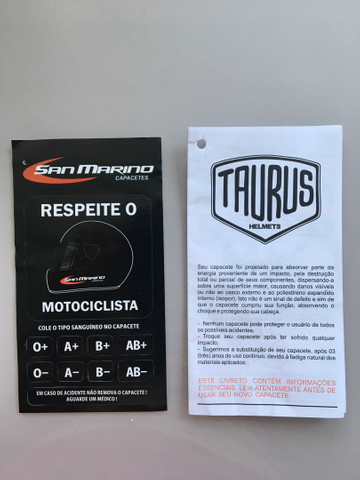 SAN MARINO
CAPACETES
RESPEITE O
SAN MARINO
MOTOCICLISTA
COLE O TIPO SANGUÍNEO NO CAPACETE
O+ A+ B+ AB+
O– A– B– AB–
EM CASO DE ACIDENTE NÃO REMOVA O CAPACETE!
AGUARDE UM MÉDICO!
TAURUS
HELMETS
Seu capacete foi projetado para absorver parte da
energia proveniente de um impacto, pela destruição
total ou parcial de seus componentes, dispersando-a
sobre uma superfície maior, causando danos visíveis
ou não ao casco externo e ao poliestireno expandido
interno (isopor). Isto não é um sinal de defeito e sim de
que o capacete cumpriu sua função, absorvendo o
choque e protegendo sua cabeça.
- Nenhum capacete pode proteger o usuário de todos
os possíveis acidentes.
- Troque seu capacete após ter sofrido qualquer
impacto.
- Sugerimos a substituição de seu capacete, após 03
(três) anos de uso contínuo, devido à fadiga natural dos
materiais aplicados.
ESTE LIVRETO CONTÉM INFORMAÇÕES
ESSENCIAIS. LEIA ATENTAMENTE ANTES DE
USAR SEU NOVO CAPACETE